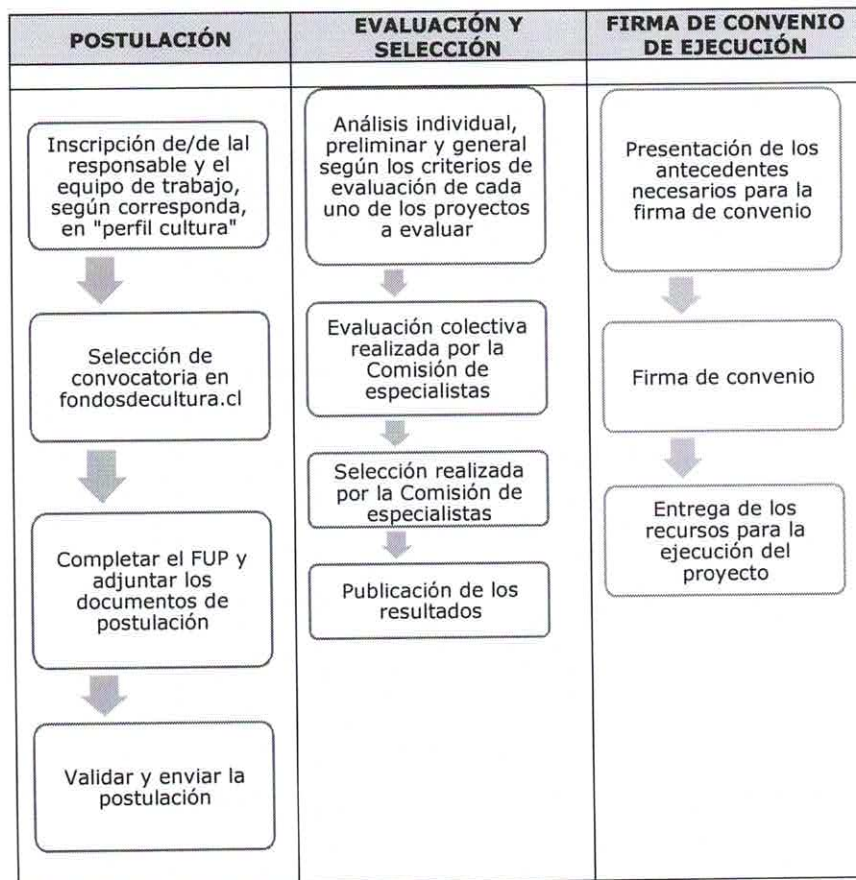 POSTULACIÓN
EVALUACIÓN Y
SELECCIÓN
FIRMA DE CONVENIO
DE EJECUCIÓN
Inscripción de/de lal
responsable y el
equipo de trabajo,
según corresponda,
en "perfil cultura"
Selección de
convocatoria en
fondosdecultura.cl
Completar el FUP y
adjuntar los
documentos de
postulación
Validar y enviar la
postulación
Análisis individual,
preliminar y general
según los criterios de
evaluación de cada
uno de los proyectos
a evaluar
Evaluación colectiva
realizada por la
Comisión de
especialistas
Selección realizada
por la Comisión de
especialistas
Publicación de los
resultados
Presentación de los
antecedentes
necesarios para la
firma de convenio
Firma de convenio
Entrega de los
recursos para la
ejecución del
proyecto